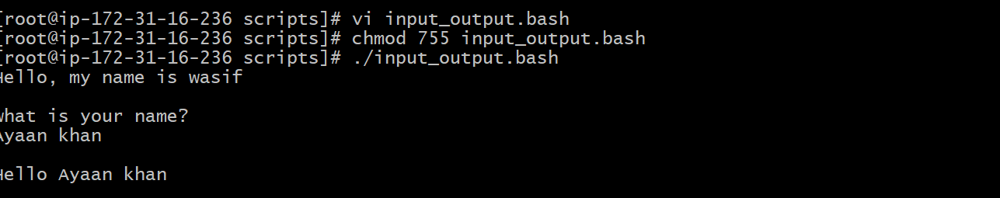 [root@ip-172-31-16-236 scripts]# vi input_output.bash
[root@ip-172-31-16-236 scripts]# chmod 755 input_output.bash
[root@ip-172-31-16-236 scripts]# ./input_output.bash
Hello, my name is wasif
what is your name?
Ayaan khan
Hello Ayaan khan